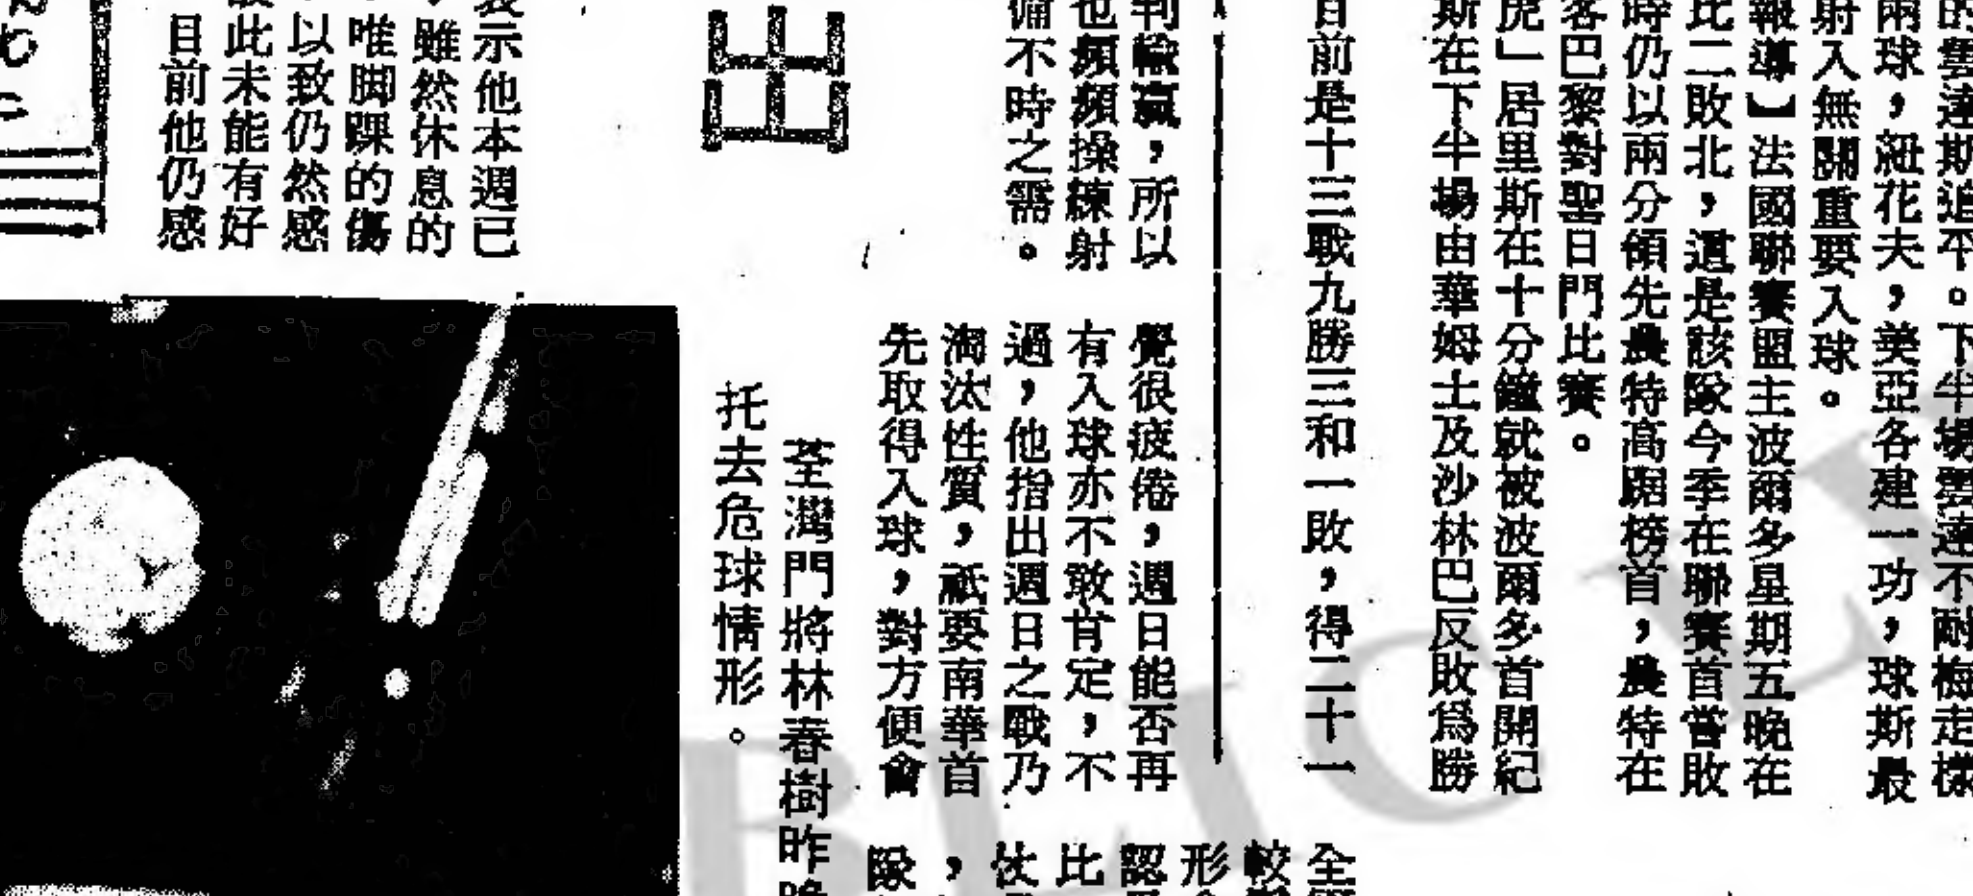 的雲達斯追平。下半場雲達不耐梅走樣
兩球，紐花夫，美亞各建一功，球斯最
射入無關重要入球。
報導】法國聯賽盟主波爾多星期五晚在
比二敗北，這是該隊今季在聯賽首嘗敗
時仍以兩分領先農特高踞榜首，農特在
客巴黎對聖日門比賽。
虎」居里斯在十分鐘就被波爾多首開紀
斯在下半場由華姆士及沙林巴反敗爲勝
目前是十三戰九勝三和一敗，得二十一
判輸贏，所以
也頻頻操練射
備不時之需。
覺很疲倦，週日能否再
有入球亦不敢肯定，不
過，他指出週日之戰乃
淘汰性質，祇要南華首
先取得入球，對方便會
全
較
形
認
比
仗
，
隊
表示他本週已
，雖然休息的
唯脚踝的傷
以致仍然感
彼此未能有好
目前他仍感
荃灣門將林春樹昨晚
托去危球情形。
BLIC